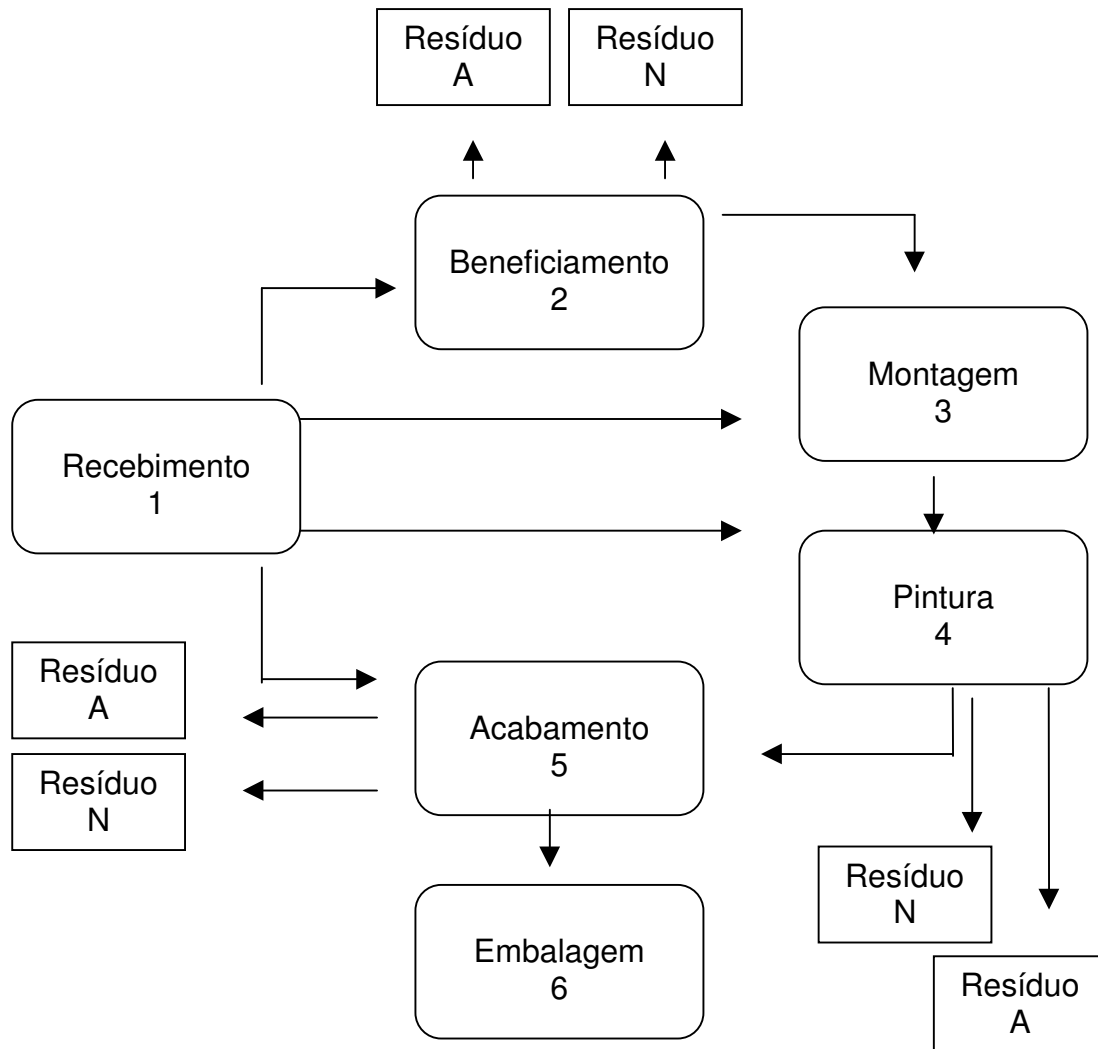 Resíduo
A
Resíduo
N
Beneficiamento
2
Montagem
3
Recebimento
1
Pintura
4
Resíduo
A
Acabamento
5
Resíduo
N
Resíduo
N
Embalagem
6
Resíduo
A